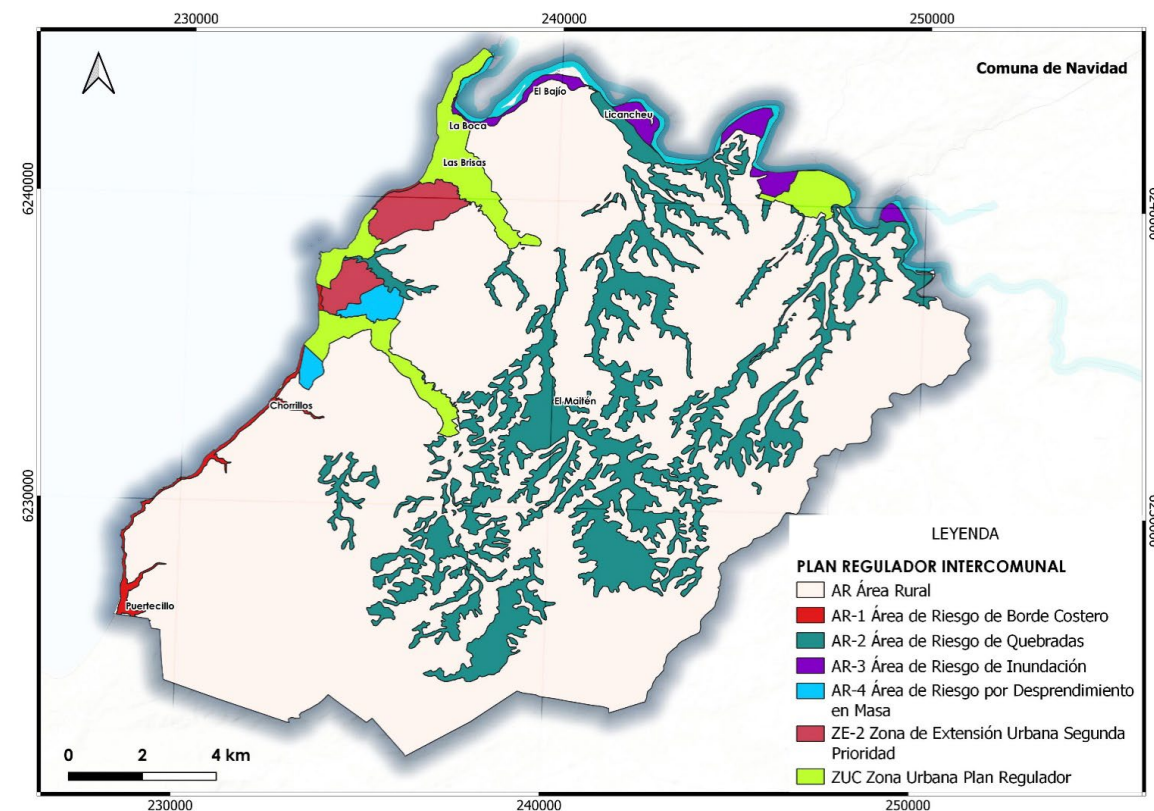 230000
240000
250000
Comuna de Navidad
El Bajío
Licancheu
La Boca
Las Brisas
6240000
6240000
El Maitén
Chorrillos
6230000
6230000
Puertecillo
LEYENDA
PLAN REGULADOR INTERCOMUNAL
AR Área Rural
AR-1 Área de Riesgo de Borde Costero
AR-2 Área de Riesgo de Quebradas
AR-3 Área de Riesgo de Inundación
AR-4 Área de Riesgo por Desprendimiento
en Masa
ZE-2 Zona de Extensión Urbana Segunda
Prioridad
ZUC Zona Urbana Plan Regulador
0 2 4 km
230000
240000
250000